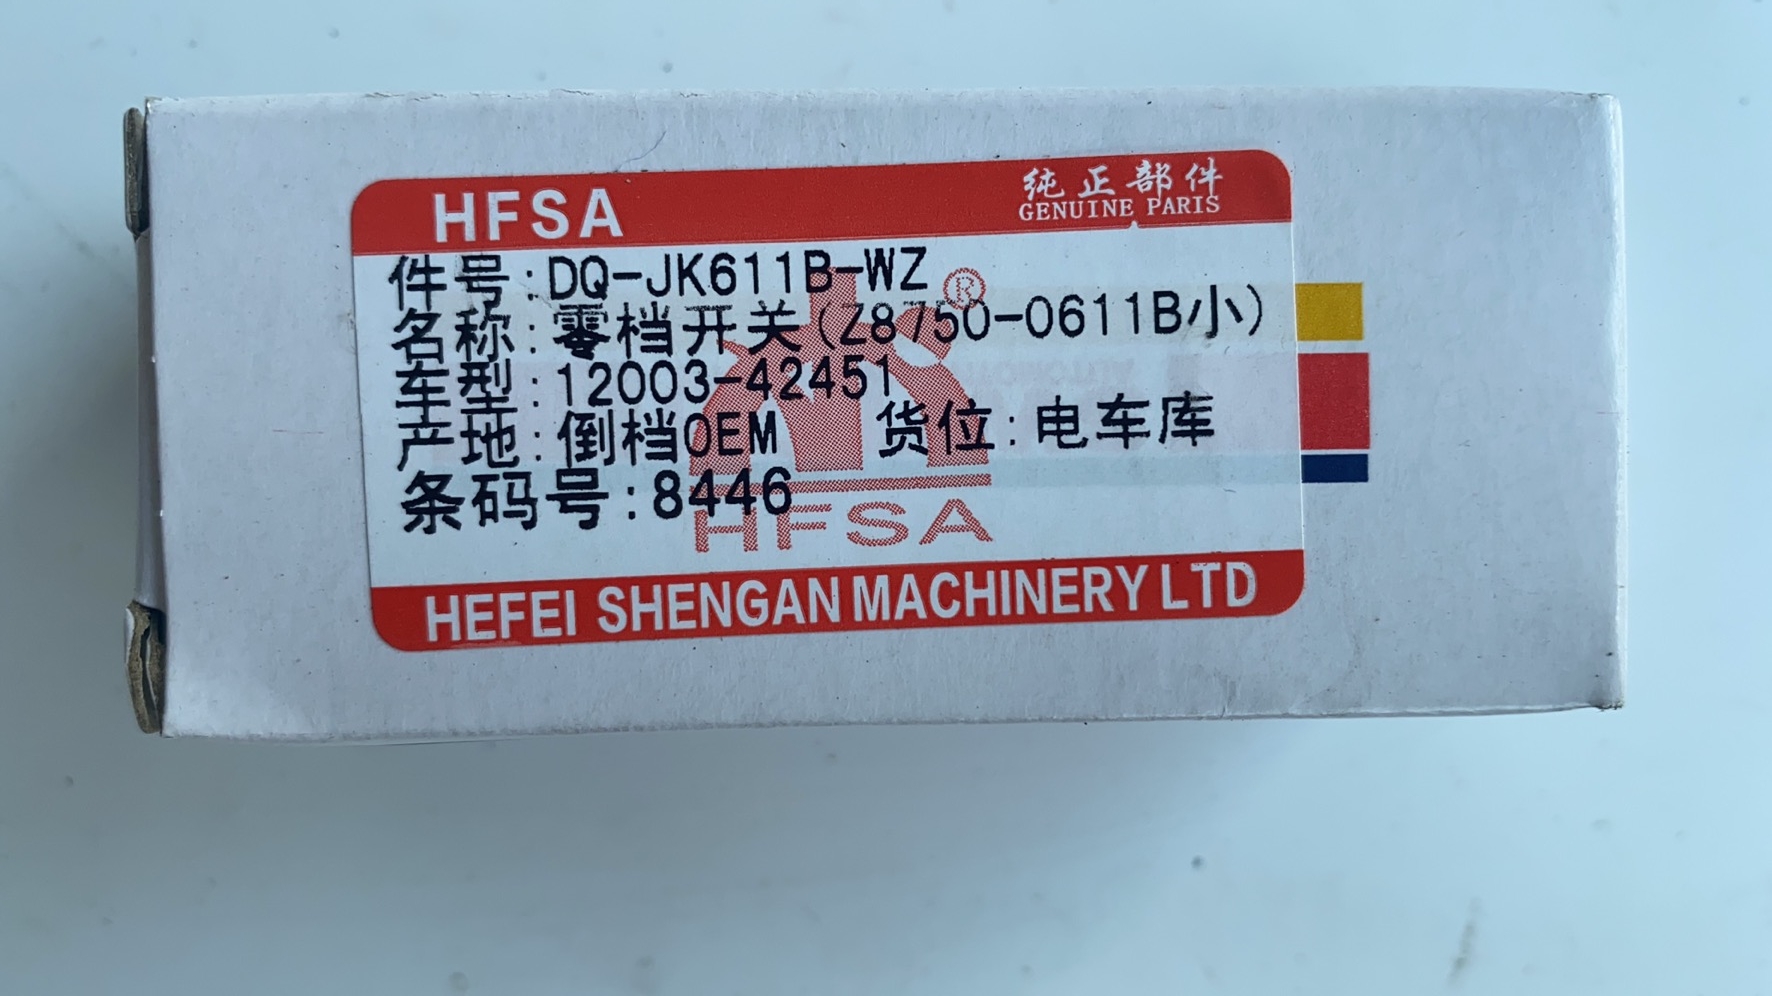 HFSA
纯正部件
GENUINE PARIS
件号:DQ-JK611B-WZ
®
名称:零档开关(Z8750-0611B小)
车型:12003-42451
产地:倒档OEM 货位:电车库
条码号:8446
HFSA
HEFEI SHENGAN MACHINERY LTD